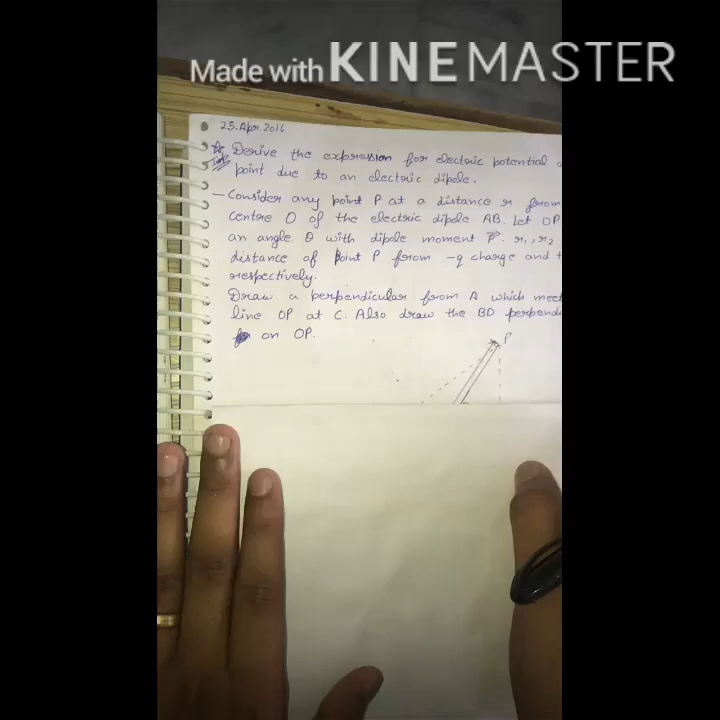 Made with KINEMASTER
25.Apr.2016
Derive the expression for electric potential
point due to an electric dipole.
- Consider any point P at a distance r from
centre O of the electric dipole AB. Let OP
an angle θ with dipole moment P. r1, r2
distance of point P from -q charge and
respectively.
Draw a perpendicular from A which meet
line OP at C. Also draw the BD
on OP.
P